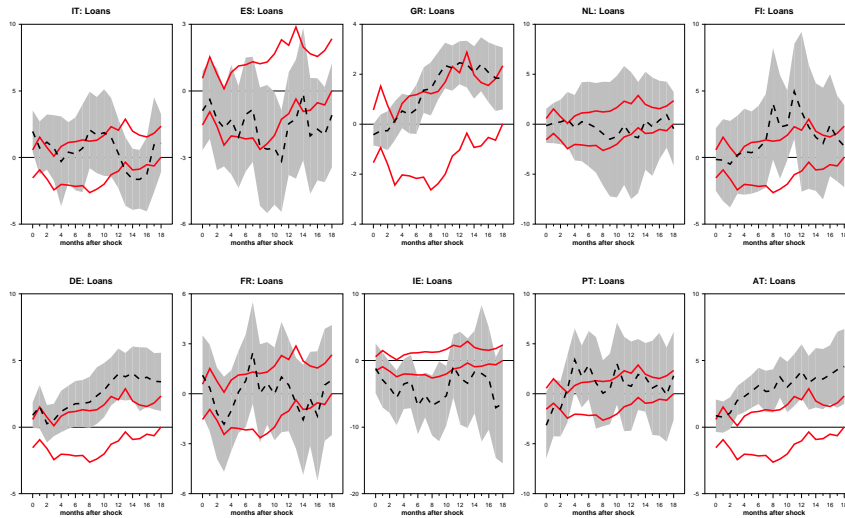 IT: Loans
ES: Loans
GR: Loans
NL: Loans
FI: Loans
10
5
0
-5
3
0
-3
-6
4
2
0
-2
-4
10
5
0
-5
-10
10
5
0
-5
0 2 4 6 8 10 12 14 16 18
0 2 4 6 8 10 12 14 16 18
0 2 4 6 8 10 12 14 16 18
0 2 4 6 8 10 12 14 16 18
0 2 4 6 8 10 12 14 16 18
months after shock
months after shock
months after shock
months after shock
months after shock
DE: Loans
FR: Loans
IE: Loans
PT: Loans
AT: Loans
10
5
0
-5
6
3
0
-3
-6
10
0
-10
-20
10
5
0
-5
-10
10
5
0
-5
0 2 4 6 8 10 12 14 16 18
0 2 4 6 8 10 12 14 16 18
0 2 4 6 8 10 12 14 16 18
0 2 4 6 8 10 12 14 16 18
0 2 4 6 8 10 12 14 16 18
months after shock
months after shock
months after shock
months after shock
months after shock